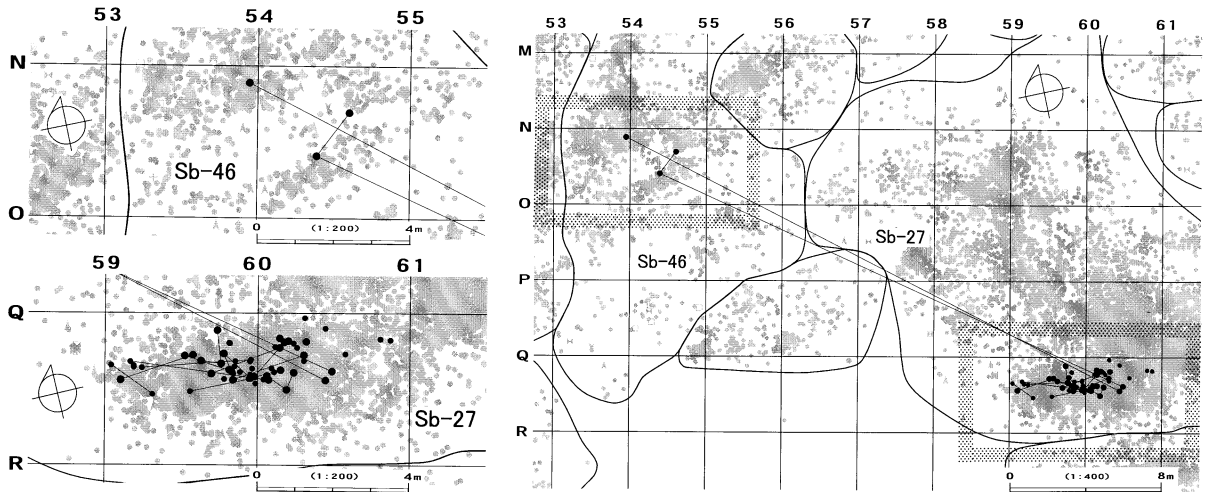 53 54 55
N
Sb-46
O
0 (1:200) 4m
59 60 61
Q
Sb-27
R
0 (1:200) 4m
53 54 55 56 57 58 59 60 61
M
N
O
Sb-27
Sb-46
P
Q
R
0 (1:400) 8m